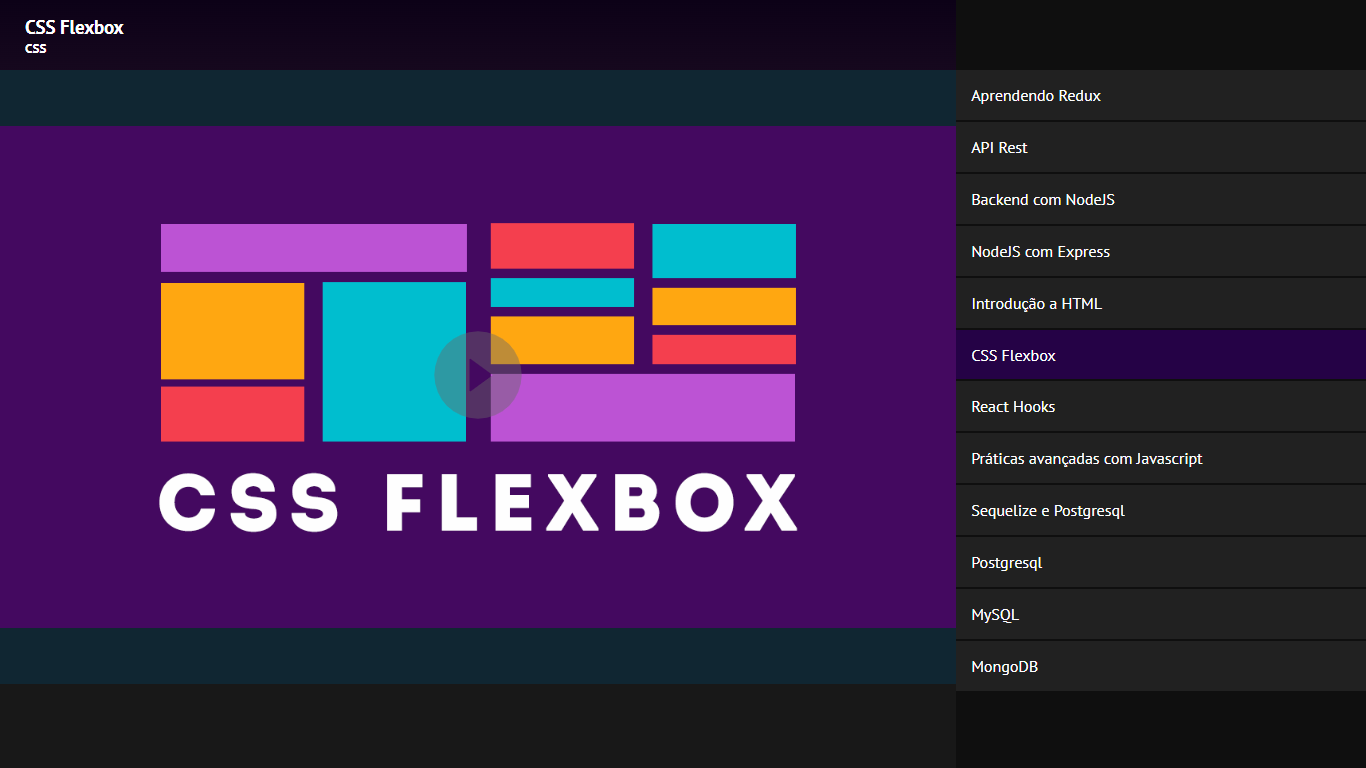 CSS Flexbox
CSS
CSS FLEXBOX
Aprendendo Redux
API Rest
Backend com NodeJS
NodeJS com Express
Introdução a HTML
CSS Flexbox
React Hooks
Práticas avançadas com Javascript
Sequelize e Postgresql
Postgresql
MySQL
MongoDB